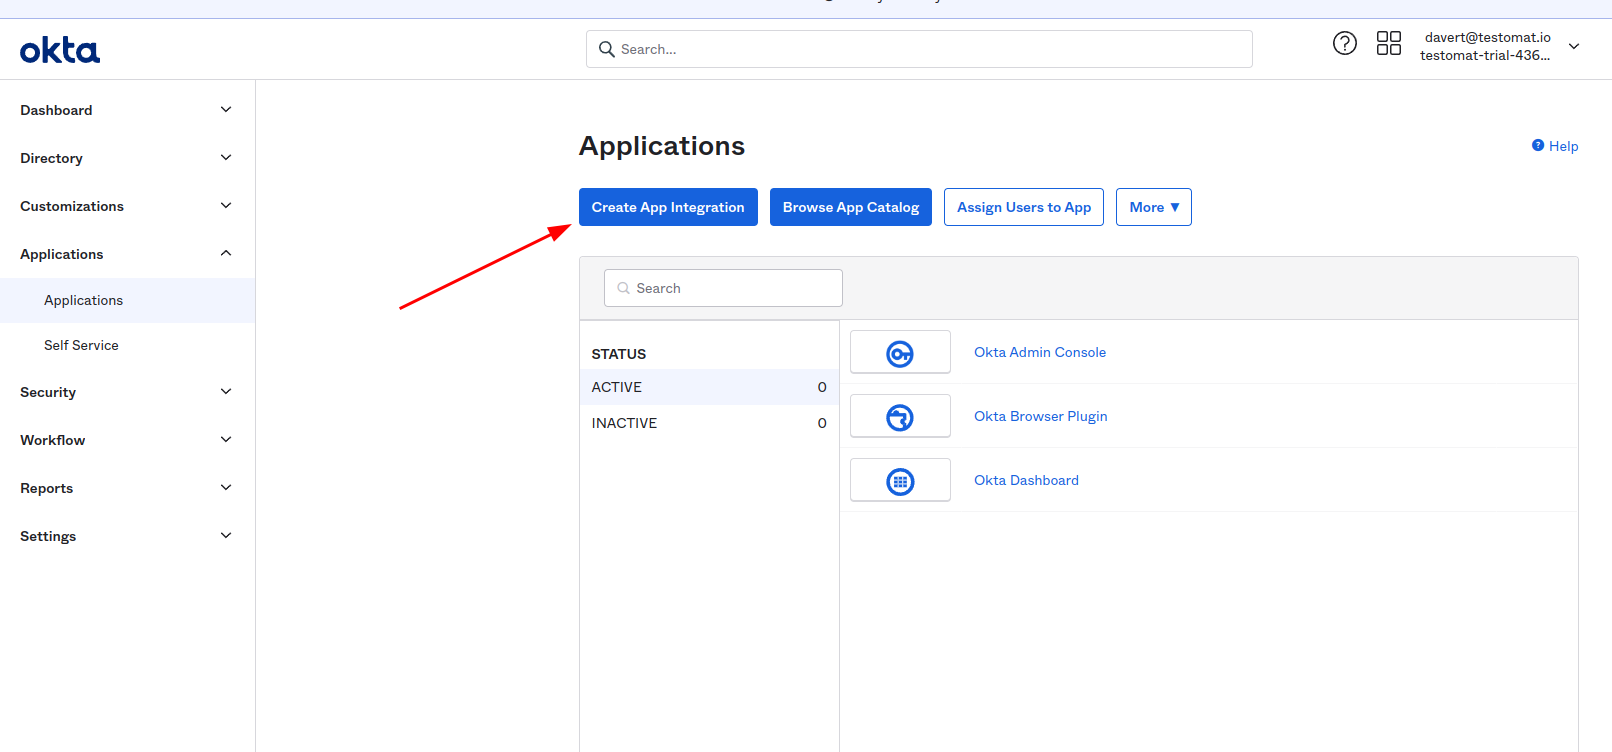 okta
Search...
davert@testomat.io
testomat-trial-436...
Dashboard
Directory
Customizations
Applications
Applications
Self Service
Security
Workflow
Reports
Settings
Applications
Help
Create App Integration
Browse App Catalog
Assign Users to App
More ▼
Search
STATUS
ACTIVE 0
INACTIVE 0
Okta Admin Console
Okta Browser Plugin
Okta Dashboard